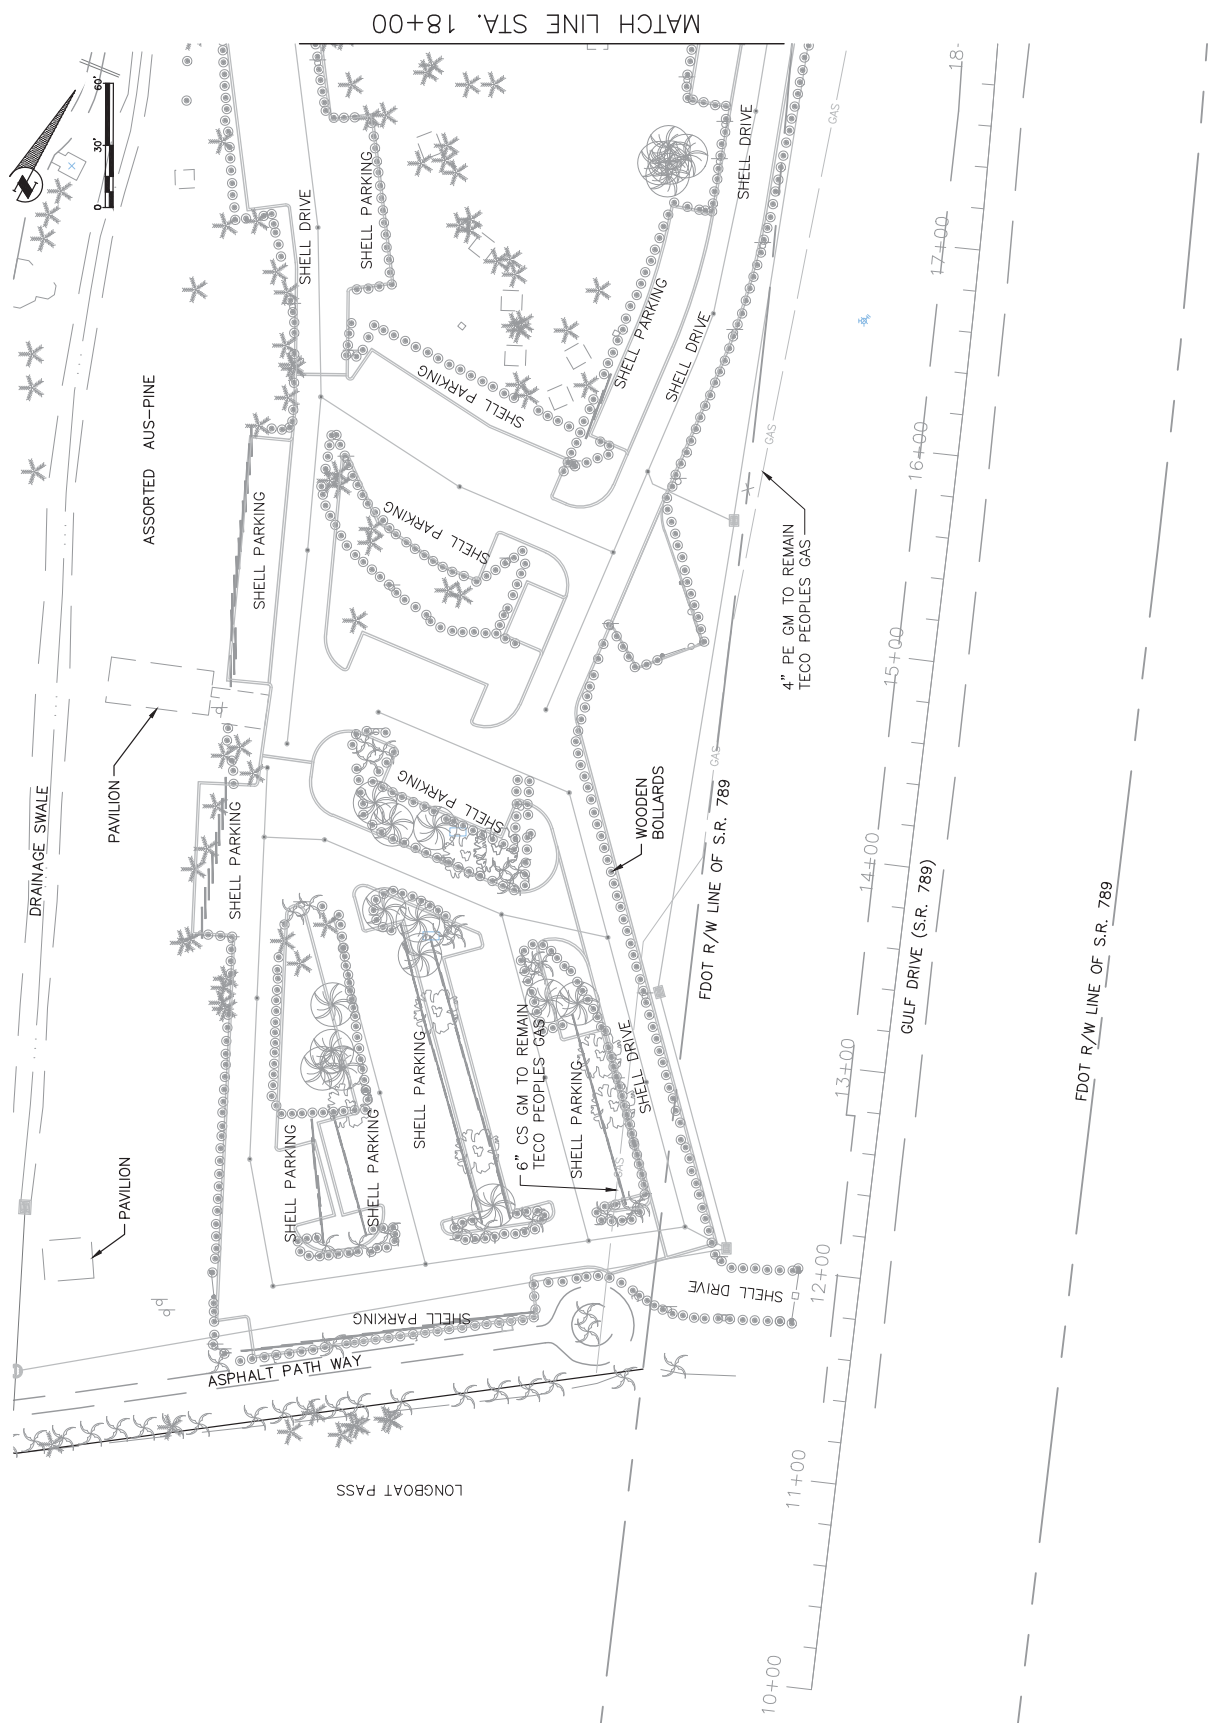 MATCH LINE STA. 18+00
0
30'
60'
N
SHELL DRIVE
SHELL PARKING
SHELL DRIVE
GAS
18
17+00
SHELL PARKING
SHELL DRIVE
SHELL PARKING
ASSORTED AUS-PINE
SHELL PARKING
SHELL PARKING
GAS
16+00
4" PE GM TO REMAIN
TECO PEOPLES GAS
15+00
PAVILION
DRAINAGE SWALE
SHELL PARKING
SHELL PARKING
WOODEN
BOLLARDS
GAS
FDOT R/W LINE OF S.R. 789
14+00
GULF DRIVE (S.R. 789)
FDOT R/W LINE OF S.R. 789
13+00
SHELL PARKING
6" CS GM TO REMAIN
TECO PEOPLES GAS
SHELL PARKING
SHELL DRIVE
GAS
SHELL PARKING
SHELL PARKING
PAVILION
SHELL DRIVE
12+00
SHELL PARKING
ASPHALT PATH WAY
LONGBOAT PASS
11+00
10+00